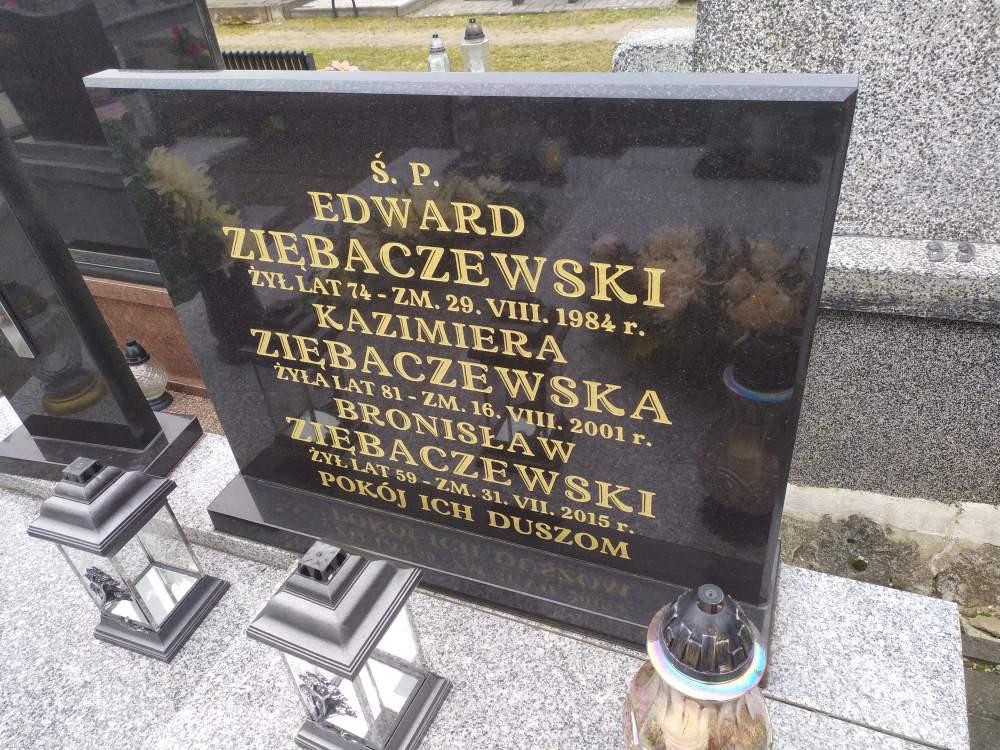 Ś. P.
EDWARD
ZIĘBACZEWSKI
ŻYŁ LAT 74 - ZM. 29. VIII. 1984 r.
KAZIMIERA
ZIĘBACZEWSKA
ŻYŁA LAT 81 - ZM. 16. VIII. 2001 r.
BRONISŁAW
ZIĘBACZEWSKI
ŻYŁ LAT 59 - ZM. 31. VII. 2015 r.
POKÓJ ICH DUSZOM